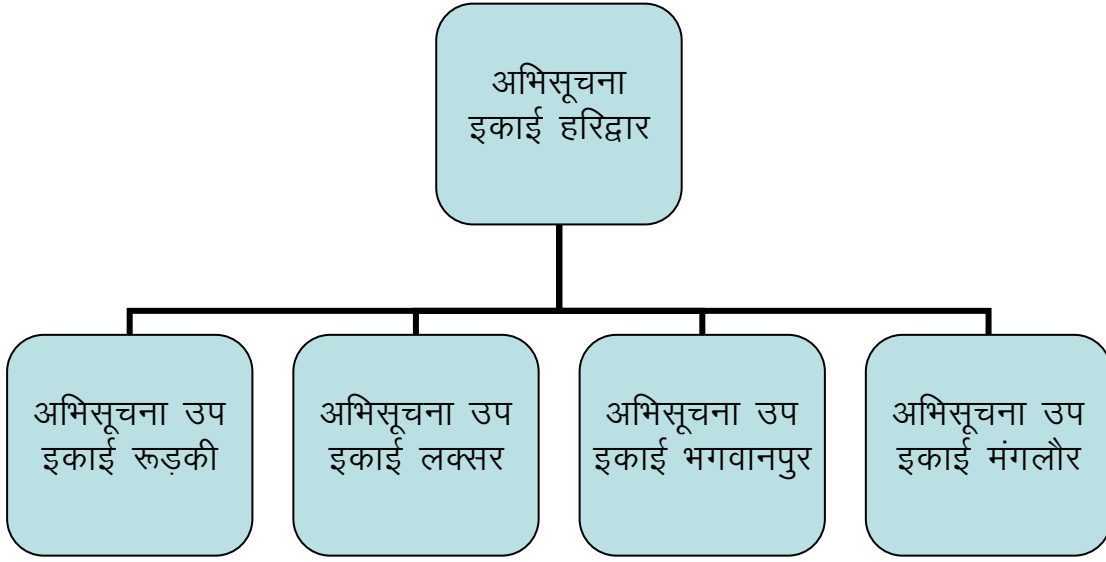 अभिसूचना
इकाई हरिद्वार
अभिसूचना उप
इकाई रूड़की
अभिसूचना उप
इकाई लक्सर
अभिसूचना उप
इकाई भगवानपुर
अभिसूचना उप
इकाई मंगलौर